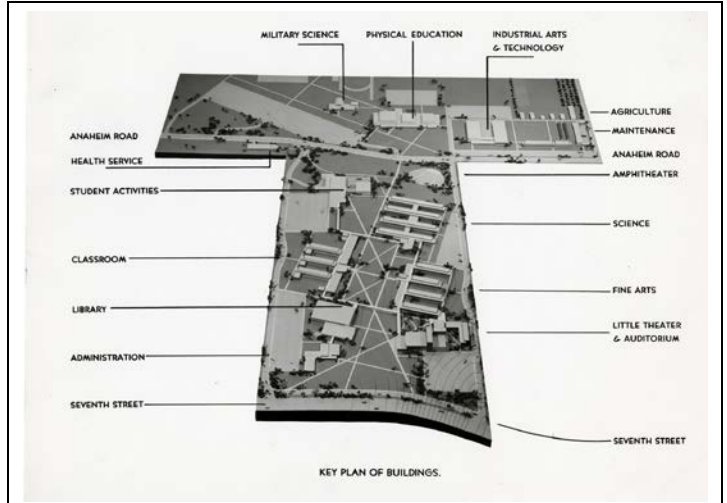 MILITARY SCIENCE
PHYSICAL EDUCATION
INDUSTRIAL ARTS
& TECHNOLOGY
AGRICULTURE
ANAHEIM ROAD
MAINTENANCE
HEALTH SERVICE
ANAHEIM ROAD
AMPHITHEATER
STUDENT ACTIVITIES
SCIENCE
CLASSROOM
FINE ARTS
LIBRARY
LITTLE THEATER
& AUDITORIUM
ADMINISTRATION
SEVENTH STREET
SEVENTH STREET
KEY PLAN OF BUILDINGS.